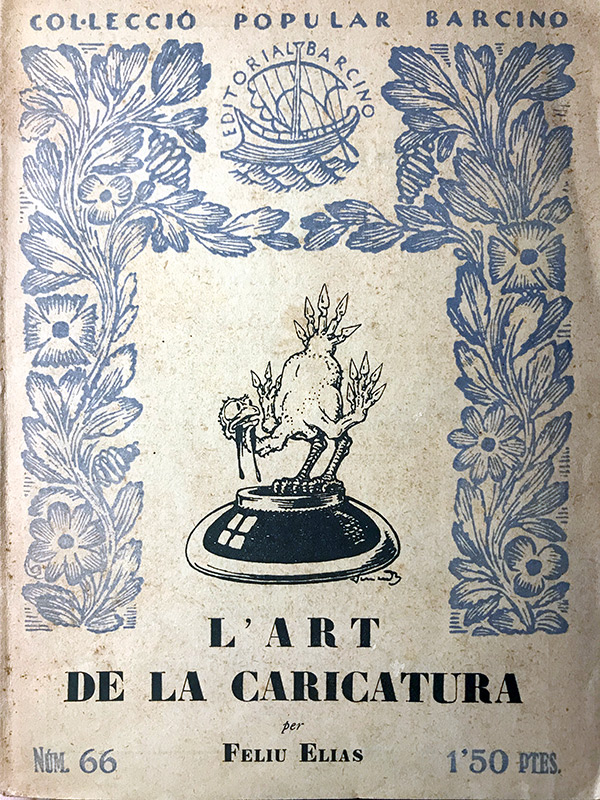 COL·LECCIÓ POPULAR BARCINO
EDITORIAL BARCINO
L'ART
DE LA CARICATURA
per
FELIU ELIAS
NÚM. 66
1'50 PTES.